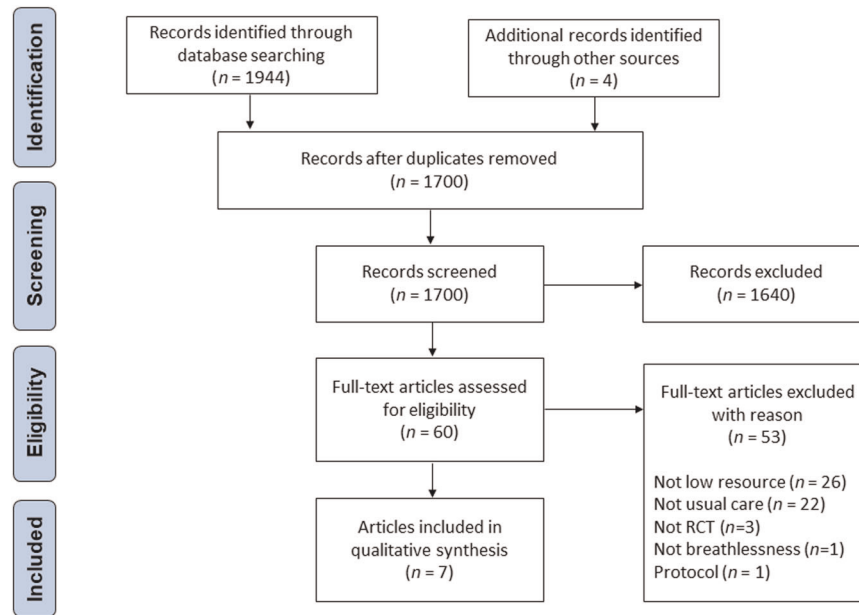 Identification
Records identified through
database searching
(n = 1944)
Additional records identified
through other sources
(n = 4)
Records after duplicates removed
(n = 1700)
Screening
Records screened
(n = 1700)
Records excluded
(n = 1640)
Eligibility
Full-text articles assessed
for eligibility
(n = 60)
Full-text articles excluded
with reason
(n = 53)
Not low resource (n = 26)
Not usual care (n = 22)
Not RCT (n=3)
Not breathlessness (n=1)
Protocol (n = 1)
Included
Articles included in
qualitative synthesis
(n = 7)